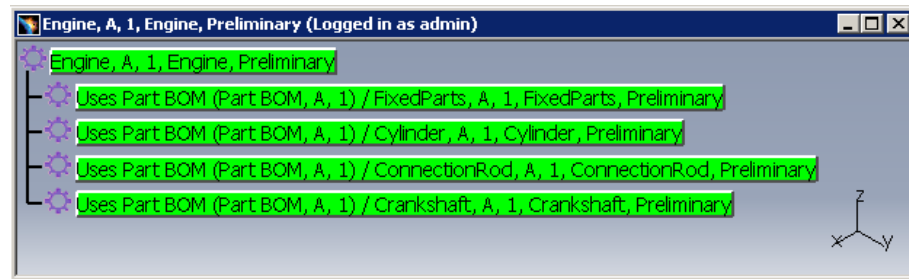 Engine, A, 1, Engine, Preliminary (Logged in as admin)
Engine, A, 1, Engine, Preliminary
Uses Part BOM (Part BOM, A, 1) / FixedParts, A, 1, FixedParts, Preliminary
Uses Part BOM (Part BOM, A, 1) / Cylinder, A, 1, Cylinder, Preliminary
Uses Part BOM (Part BOM, A, 1) / ConnectionRod, A, 1, ConnectionRod, Preliminary
Uses Part BOM (Part BOM, A, 1) / Crankshaft, A, 1, Crankshaft, Preliminary
z
x y